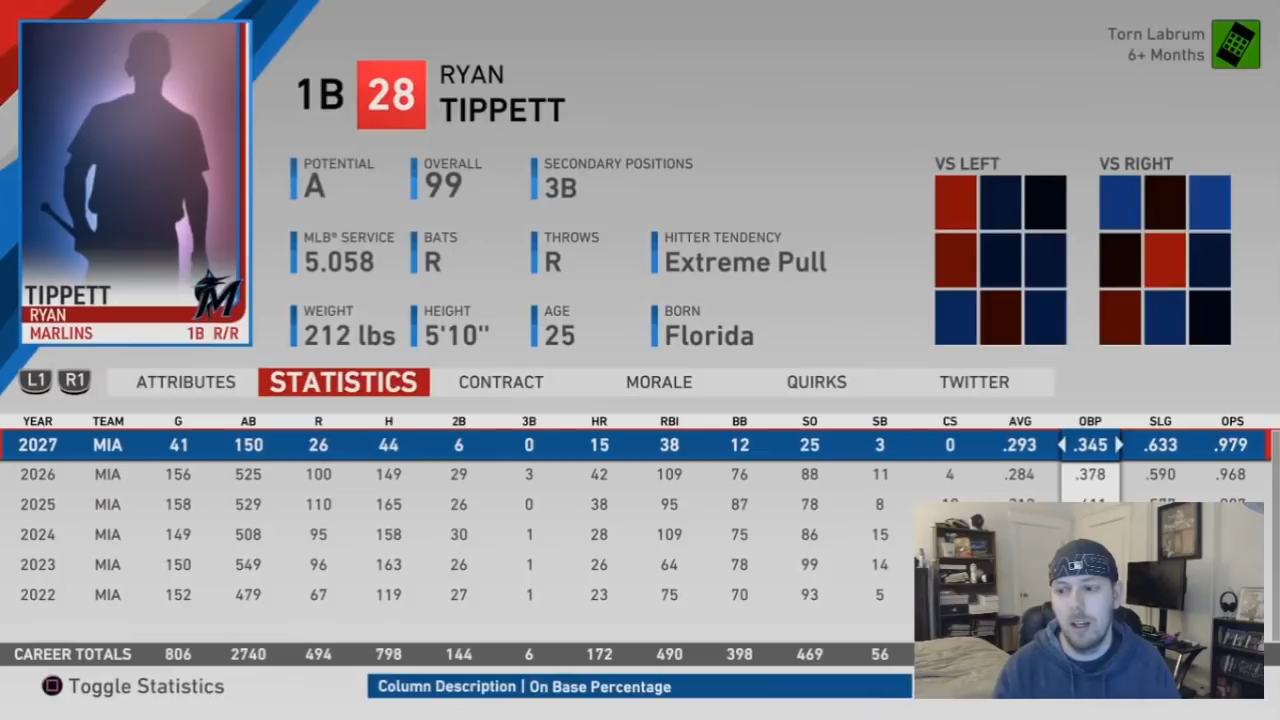 Torn Labrum
6+ Months
1B 28 RYAN
TIPPETT
POTENTIAL OVERALL SECONDARY POSITIONS
A 99 3B
VS LEFT VS RIGHT
MLB® SERVICE BATS THROWS HITTER TENDENCY
5.058 R R Extreme Pull
WEIGHT HEIGHT AGE BORN
212 lbs 5'10" 25 Florida
TIPPETT
RYAN
MARLINS 1B R/R
L1 R1 ATTRIBUTES STATISTICS CONTRACT MORALE QUIRKS TWITTER
YEAR TEAM G AB R H 2B 3B HR RBI BB SO SB CS AVG OBP SLG OPS
2027 MIA 41 150 26 44 6 0 15 38 12 25 3 0 .293 .345 .633 .979
2026 MIA 156 525 100 149 29 3 42 109 76 88 11 4 .284 .378 .590 .968
2025 MIA 158 529 110 165 26 0 38 95 87 78 8
2024 MIA 149 508 95 158 30 1 28 109 75 86 15
2023 MIA 150 549 96 163 26 1 26 64 78 99 14
2022 MIA 152 479 67 119 27 1 23 75 70 93 5
CAREER TOTALS 806 2740 494 798 144 6 172 490 398 469 56
Toggle Statistics
Column Description | On Base Percentage